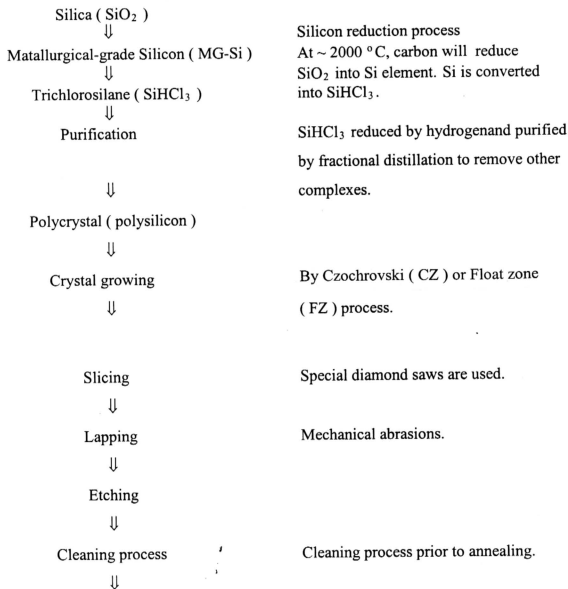 Silica ( SiO₂ )
⇓
Silicon reduction process
Matallurgical-grade Silicon ( MG-Si )
At ~ 2000 °C, carbon will reduce
⇓
SiO₂ into Si element. Si is converted
Trichlorosilane ( SiHCl₃ )
into SiHCl₃ .
⇓
Purification
SiHCl₃ reduced by hydrogenand purified
by fractional distillation to remove other
⇓
complexes.
Polycrystal ( polysilicon )
⇓
Crystal growing
By Czochrovski ( CZ ) or Float zone
⇓
( FZ ) process.
Slicing
Special diamond saws are used.
⇓
Lapping
Mechanical abrasions.
⇓
Etching
⇓
Cleaning process
Cleaning process prior to annealing.
⇓